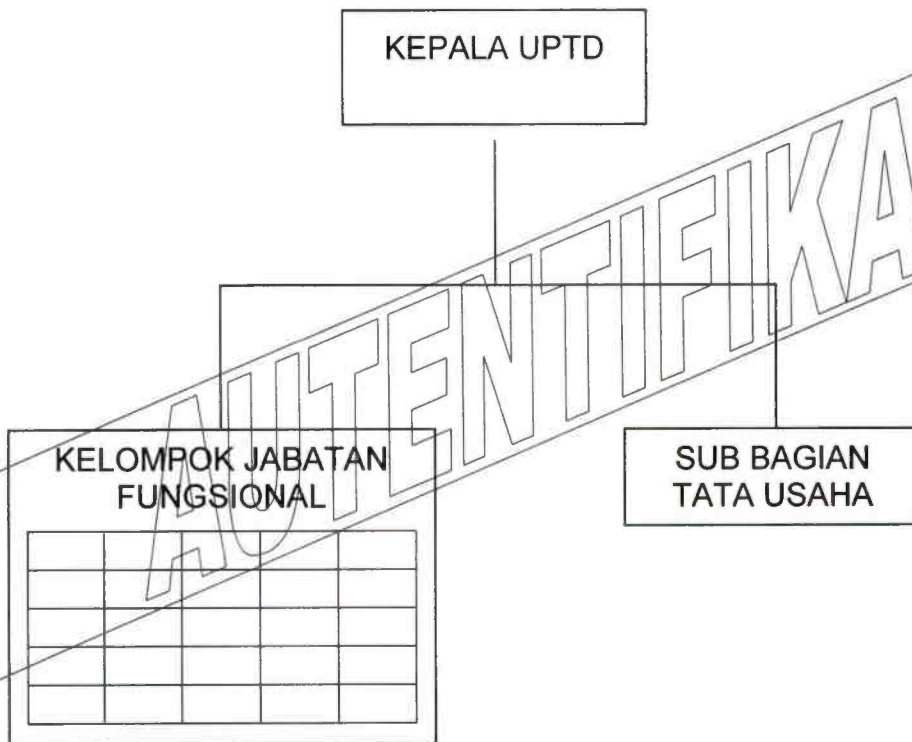 KEPALA UPTD
KELOMPOK JABATAN
FUNGSIONAL
SUB BAGIAN
TATA USAHA
AUTENTIFIKA